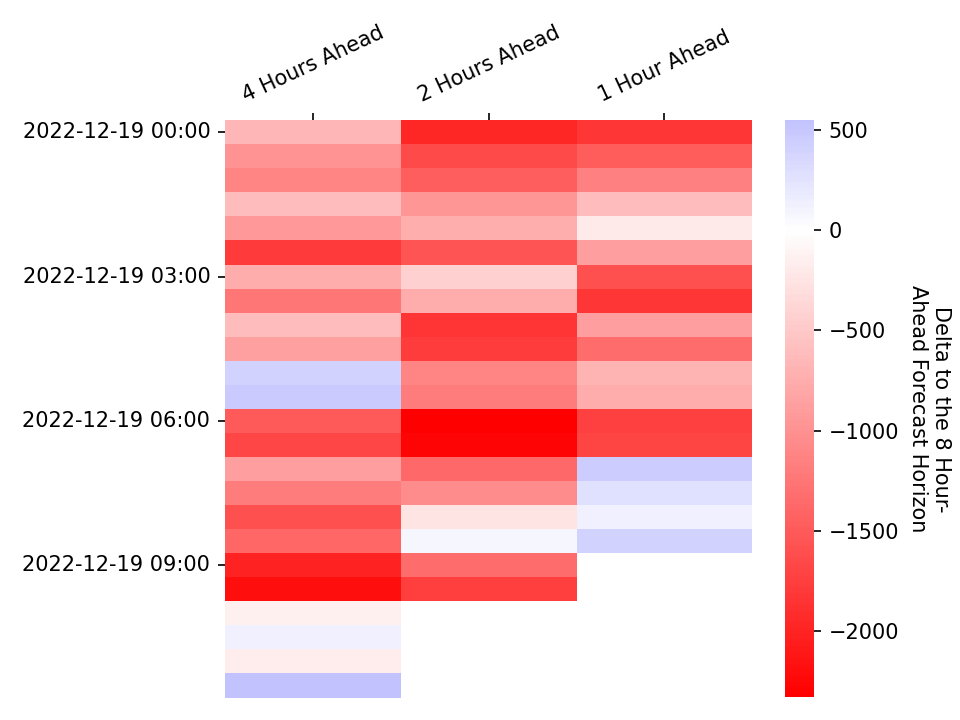 4 Hours Ahead
2 Hours Ahead
1 Hour Ahead
2022-12-19 00:00
2022-12-19 03:00
2022-12-19 06:00
2022-12-19 09:00
500
0
−500
−1000
−1500
−2000
Delta to the 8 Hour-
Ahead Forecast Horizon